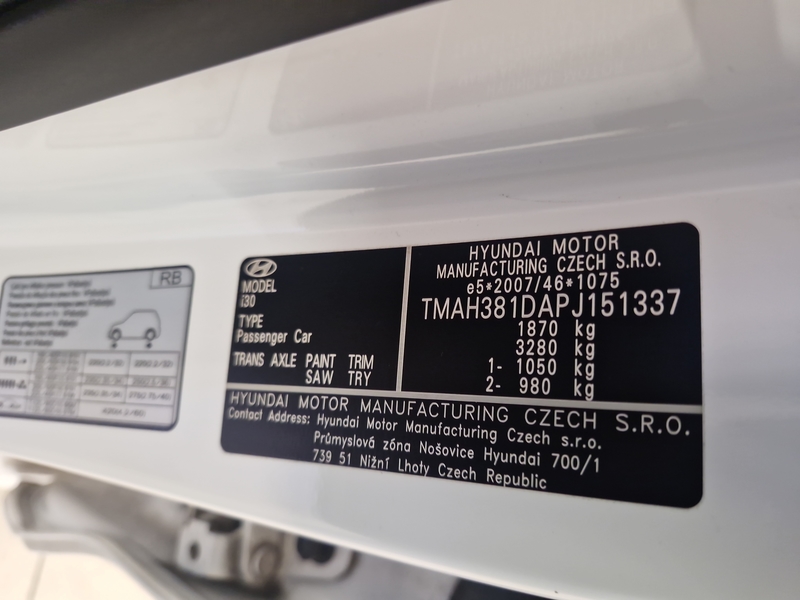 RB
MODEL
i30
TYPE
Passenger Car
TRANS AXLE PAINT TRIM
SAW TRY
HYUNDAI MOTOR
MANUFACTURING CZECH S.R.O.
e5*2007/46*1075
TMAH381DAPJ151337
1870 kg
3280 kg
1- 1050 kg
2- 980 kg
HYUNDAI MOTOR MANUFACTURING CZECH S.R.O.
Contact Address: Hyundai Motor Manufacturing Czech s.r.o.
Průmyslová zóna Nošovice Hyundai 700/1
739 51 Nižní Lhoty Czech Republic